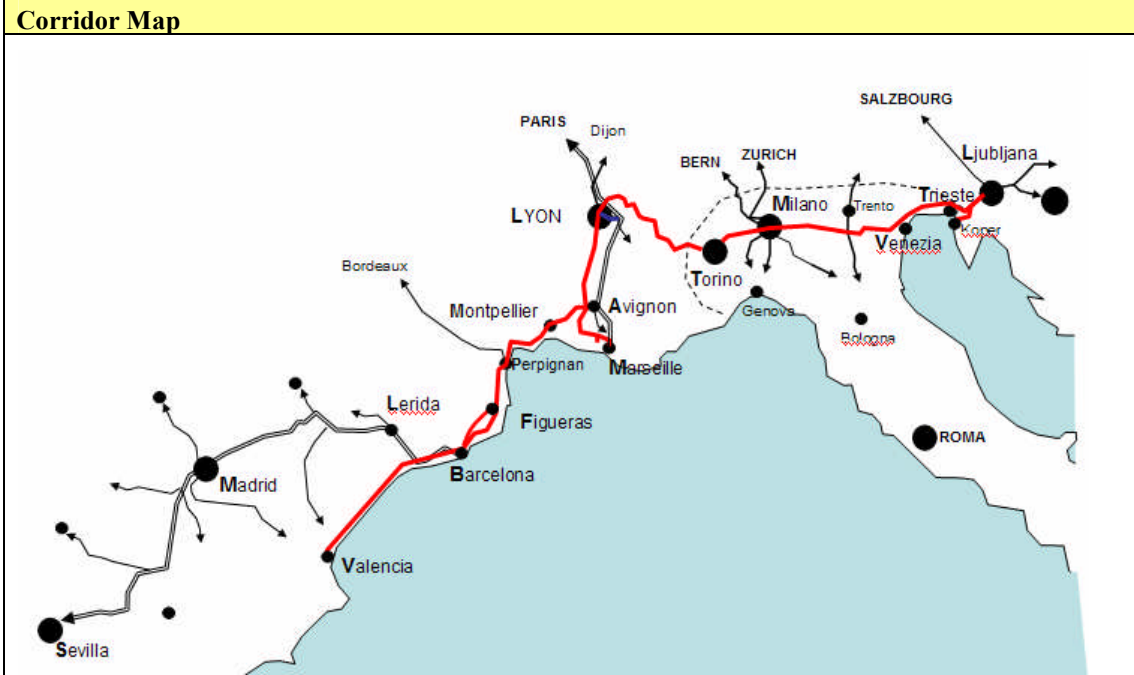 Corridor Map
SALZBOURG
PARIS
Dijon
BERN
ZURICH
Ljubljana
LYON
Milano
Trento
Trieste
Koper
Venezia
Torino
Bordeaux
Montpellier
Avignon
Genova
Bologna
Perpignan
Marseille
Lerida
Figueras
ROMA
Barcelona
Madrid
Valencia
Sevilla